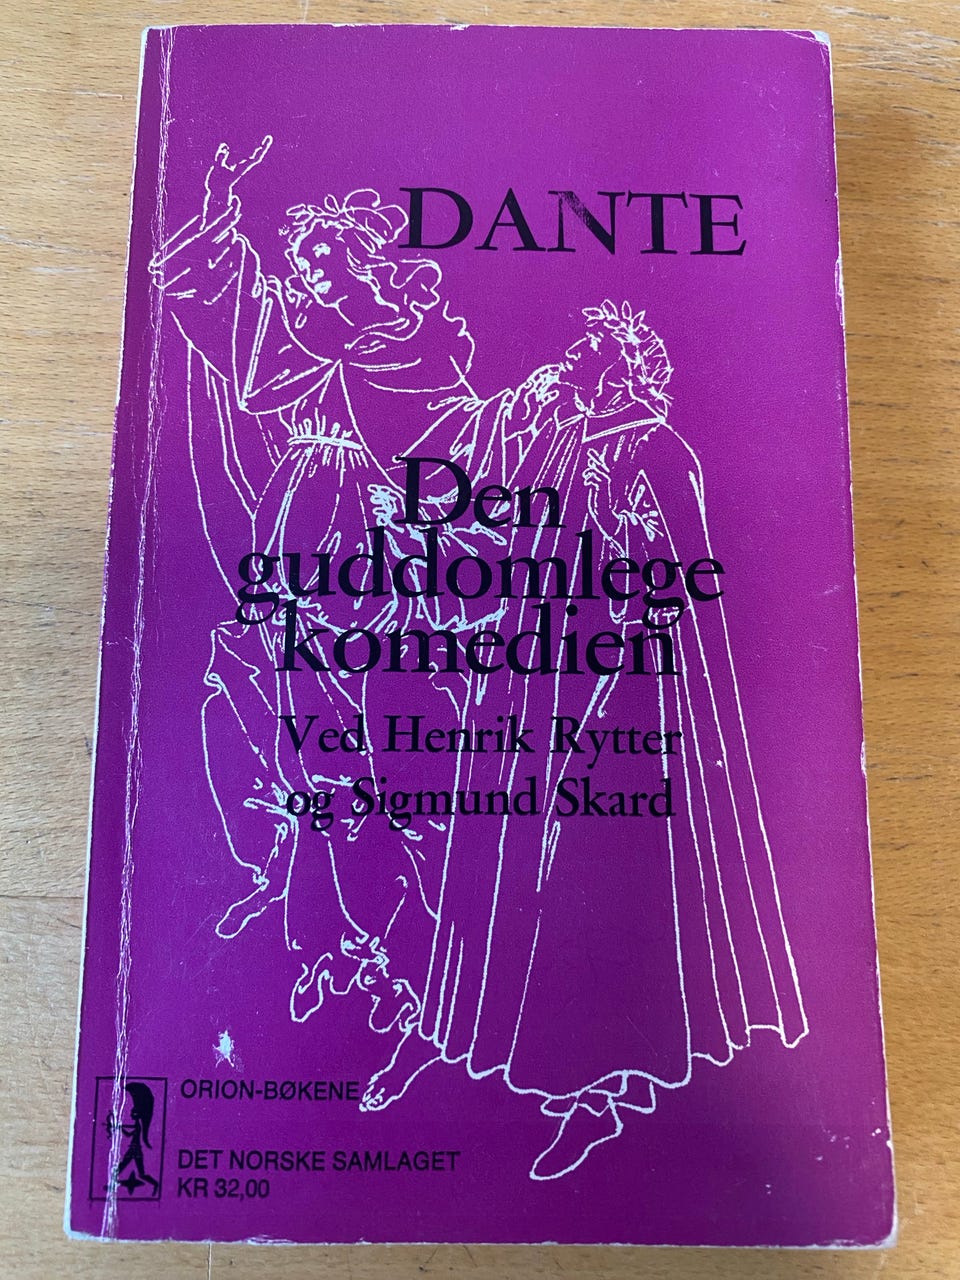 DANTE
Den
guddomlege
komedien
Ved Henrik Rytter
og Sigmund Skard
ORION-BØKENE
DET NORSKE SAMLAGET
KR 32,00